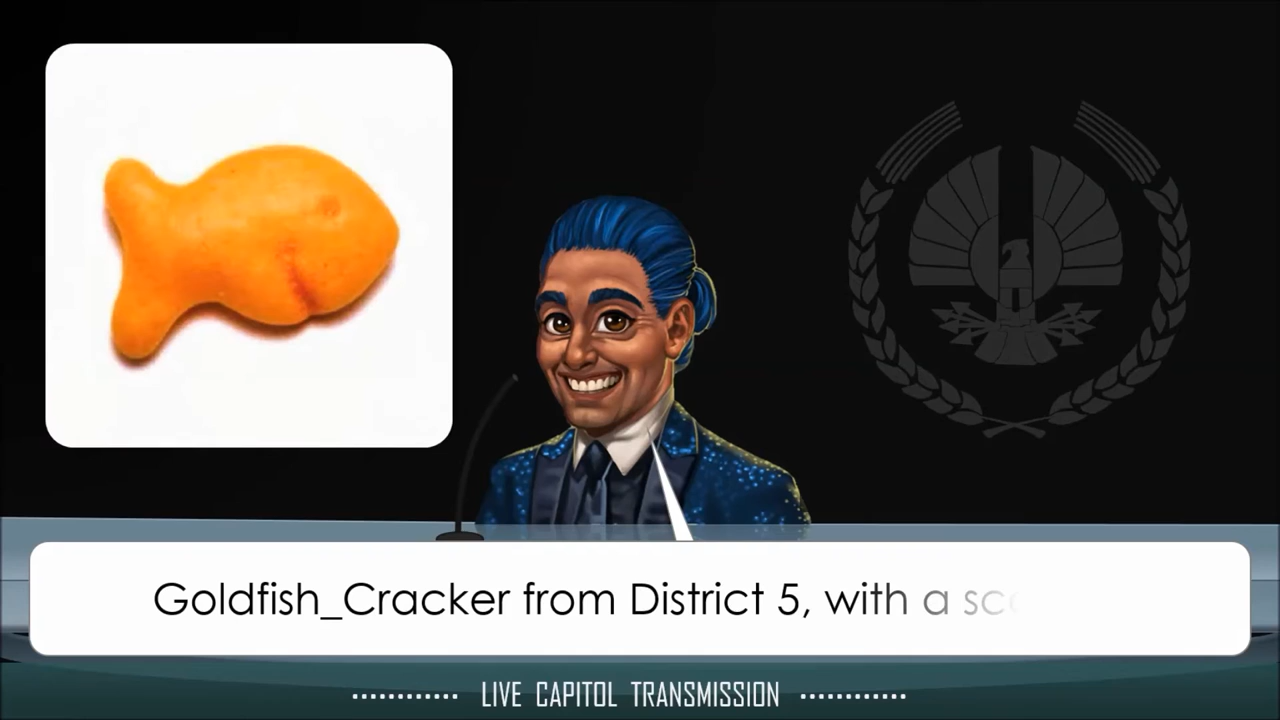 Goldfish_Cracker from District 5, with a
LIVE CAPITOL TRANSMISSION